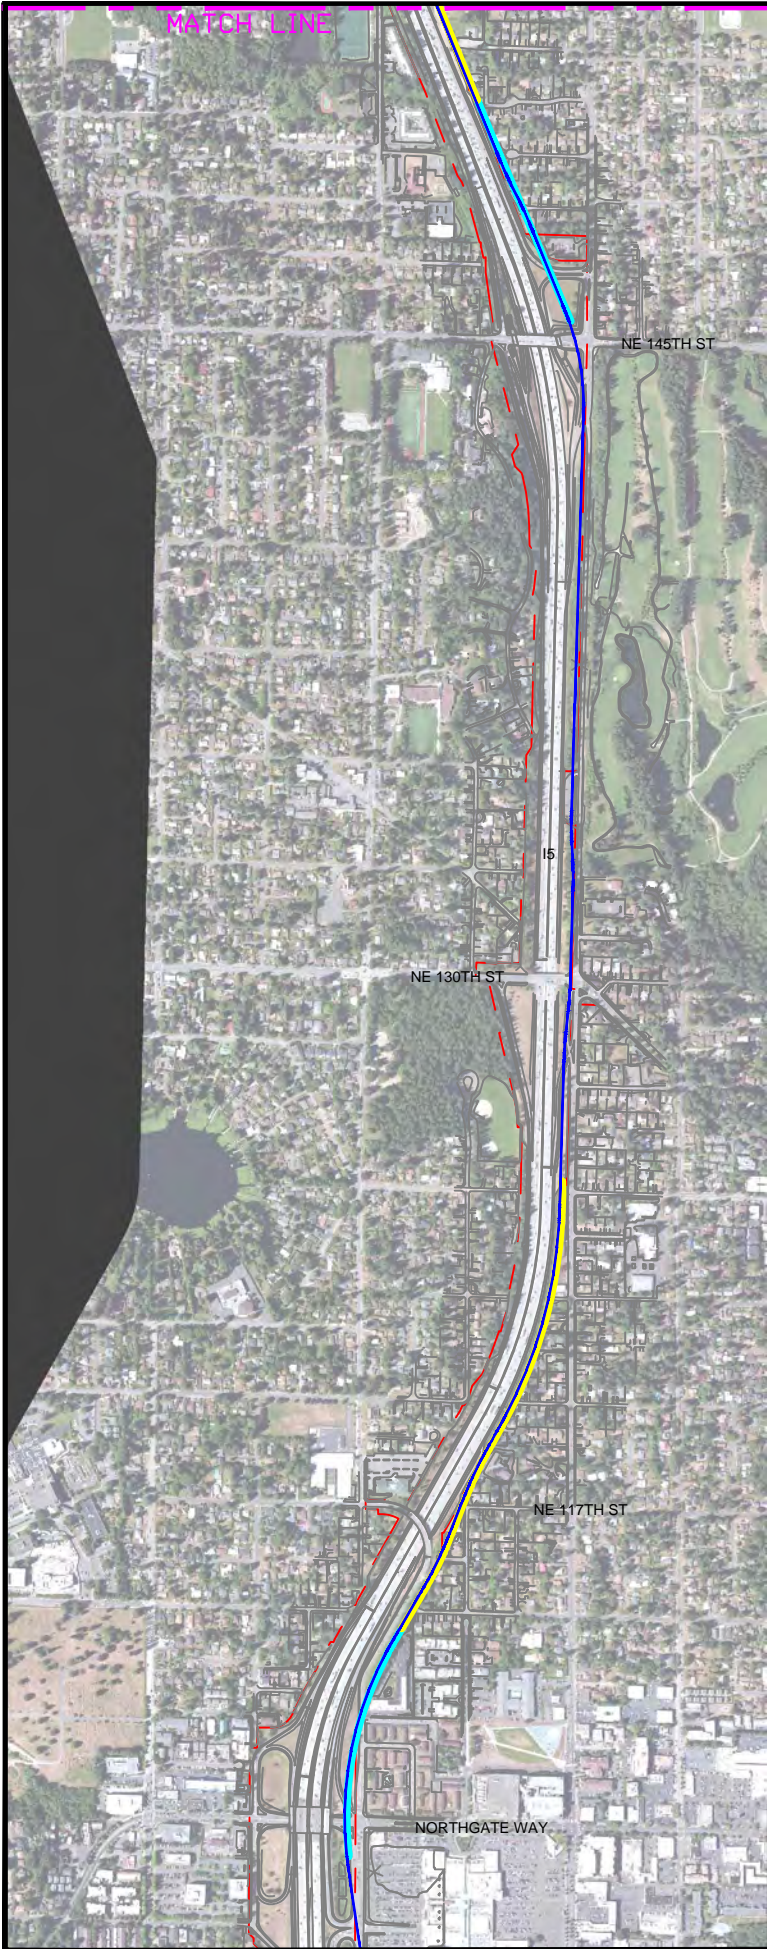 MATCH LINE
NE 145TH ST
I5
NE 130TH ST
NE 117TH ST
NORTHGATE WAY